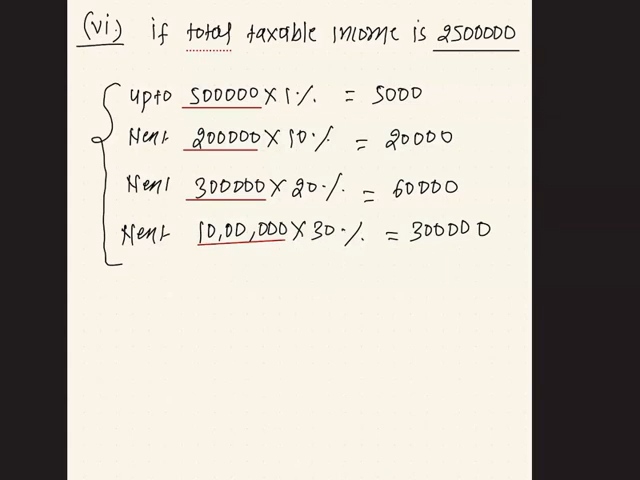 (vi.) if total taxable income is 2500000
upto 500000 X 1% = 5000
Next 200000 X 10% = 20000
Next 300000 X 20% = 60000
Next 10,00,000 X 30% = 300000